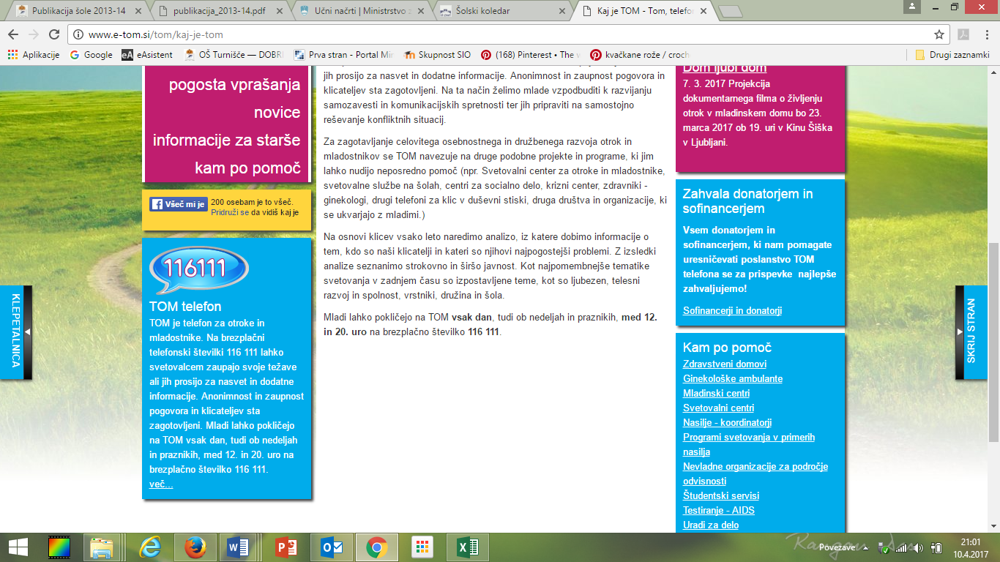 Publikacija šole 2013-14
publikacija_2013-14.pdf
Učni načrti | Ministrstvo z
Šolski koledar
Kaj je TOM - Tom, telefon
www.e-tom.si/tom/kaj-je-tom
Aplikacije
Google
eAsistent
OŠ Turnišče — DOBRI
Prva stran - Portal Min
Skupnost SIO
(168) Pinterest • The w
kvačkane rože / croch
Drugi zaznamki
pogosta vprašanja
novice
informacije za starše
kam po pomoč
Všeč mi je
200 osebam je to všeč.
Pridruži se da vidiš kaj je
116111
TOM telefon
TOM je telefon za otroke in
mladostnike. Na brezplačni
telefonski številki 116 111 lahko
svetovalcem zaupajo svoje težave
ali jih prosijo za nasvet in dodatne
informacije. Anonimnost in zaupnost
pogovora in klicateljev sta
zagotovljeni. Mladi lahko pokličejo
na TOM vsak dan, tudi ob nedeljah
in praznikih, med 12. in 20. uro na
brezplačno številko 116 111.
več...
KLEPETALNICA
jih prosijo za nasvet in dodatne informacije. Anonimnost in zaupnost pogovora in
klicateljev sta zagotovljeni. Na ta način želimo mlade vzpodbuditi k razvijanju
samozavesti in komunikacijskih spretnosti ter jih pripraviti na samostojno
reševanje konfliktnih situacij.
Za zagotavljanje celovitega osebnostnega in družbenega razvoja otrok in
mladostnikov se TOM navezuje na druge podobne projekte in programe, ki jim
lahko nudijo neposredno pomoč (npr. Svetovalni center za otroke in mladostnike,
svetovalne službe na šolah, centri za socialno delo, krizni center, zdravniki -
ginekologi, drugi telefoni za klic v duševni stiski, druga društva in organizacije, ki
se ukvarjajo z mladimi.)
Na osnovi klicev vsako leto naredimo analizo, iz katere dobimo informacije o
tem, kdo so naši klicatelji in kateri so njihovi najpogostejši problemi. Z izsledki
analize seznanimo strokovno in širšo javnost. Kot najpomembnejše tematike
svetovanja v zadnjem času so izpostavljene teme, kot so ljubezen, telesni
razvoj in spolnost, vrstniki, družina in šola.
Mladi lahko pokličejo na TOM vsak dan, tudi ob nedeljah in praznikih, med 12.
in 20. uro na brezplačno številko 116 111.
Dom ljubi dom
7. 3. 2017 Projekcija
dokumentarnega filma o življenju
otrok v mladinskem domu bo 23.
marca 2017 ob 19. uri v Kinu Šiška
v Ljubljani.
Zahvala donatorjem in
sofinancerjem
Vsem donatorjem in
sofinancerjem, ki nam pomagate
uresničevati poslanstvo TOM
telefona se za prispevke najlepše
zahvaljujemo!
Sofinancerji in donatorji
Kam po pomoč
Zdravstveni domovi
Ginekološke ambulante
Mladinski centri
Svetovalni centri
Nasilje - koordinatorji
Programi svetovanja v primerih
nasilja
Nevladne organizacije za področje
odvisnosti
Študentski servisi
Testiranje - AIDS
Uradi za delo
SKRIJ STRAN
Povezave
21:01
10.4.2017